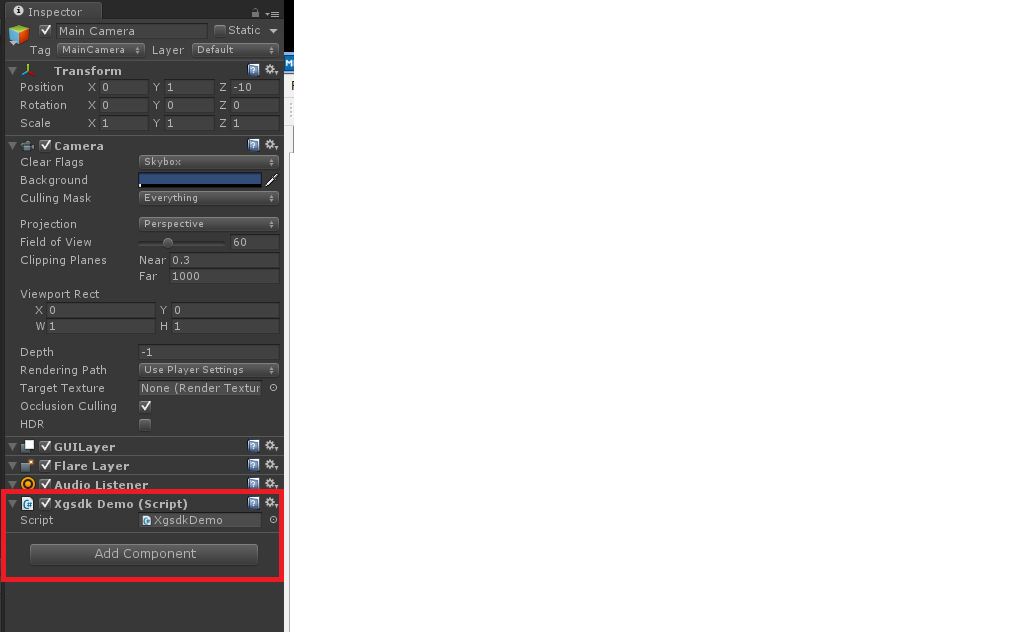 Inspector
Main Camera Static
Tag MainCamera Layer Default
Transform
Position X 0 Y 1 Z -10
Rotation X 0 Y 0 Z 0
Scale X 1 Y 1 Z 1
Camera
Clear Flags Skybox
Background
Culling Mask Everything
Projection Perspective
Field of View 60
Clipping Planes Near 0.3
Far 1000
Viewport Rect
X 0 Y 0
W 1 H 1
Depth -1
Rendering Path Use Player Settings
Target Texture None (Render Textur
Occlusion Culling
HDR
GUILayer
Flare Layer
Audio Listener
Xgsdk Demo (Script)
Script XgsdkDemo
Add Component